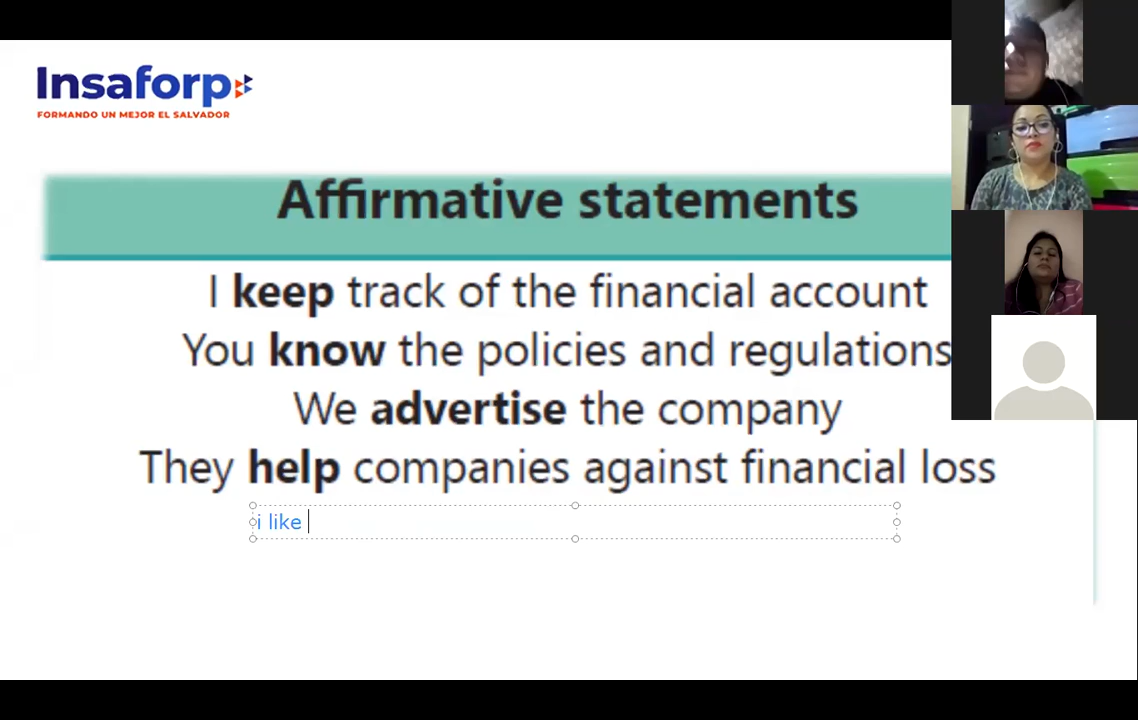 Insaforp
FORMANDO UN MEJOR EL SALVADOR
Affirmative statements
I keep track of the financial account
You know the policies and regulations
We advertise the company
They help companies against financial loss
i like